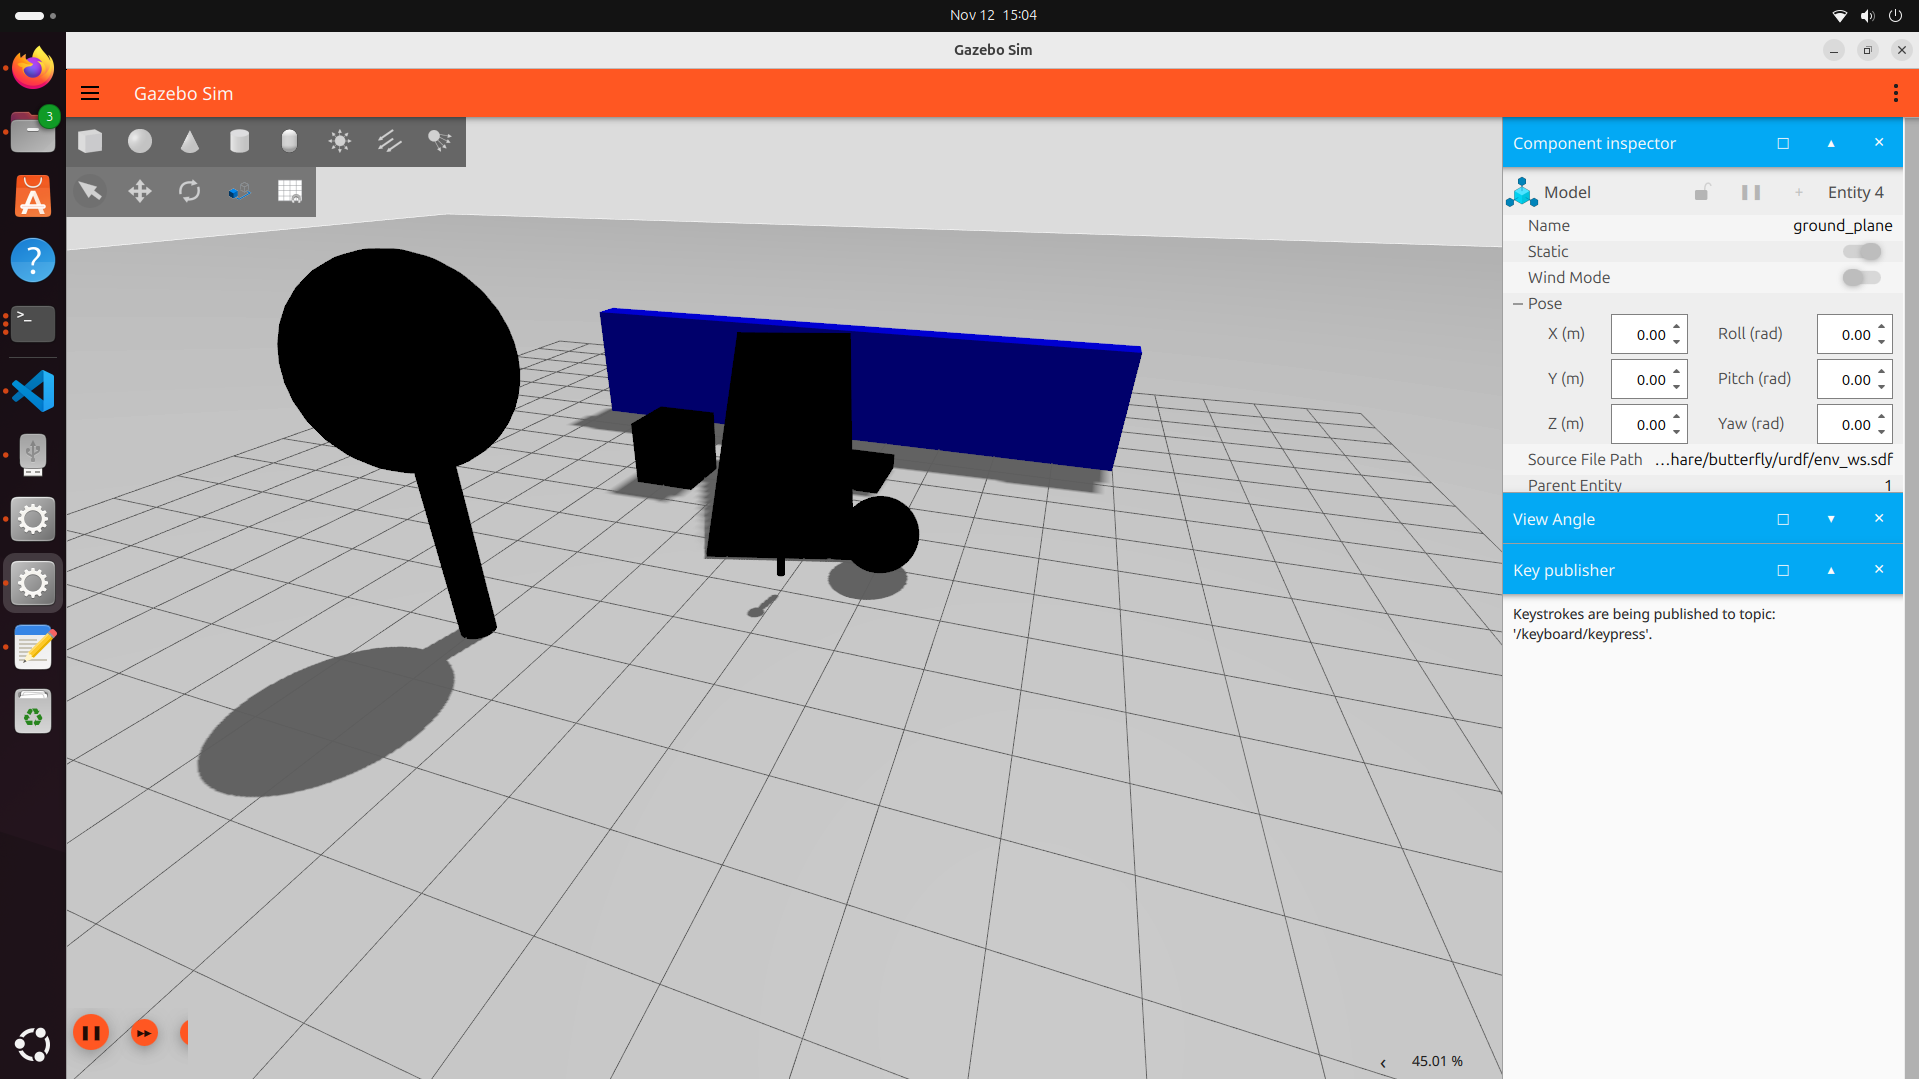 Nov 12 15:04
Gazebo Sim
Gazebo Sim
3
Component inspector
Model
Entity 4
Name
ground_plane
Static
Wind Mode
Pose
X (m)
0.00
Roll (rad)
0.00
Y (m)
0.00
Pitch (rad)
0.00
Z (m)
0.00
Yaw (rad)
0.00
Source File Path
...hare/butterfly/urdf/env_ws.sdf
Parent Entity
1
View Angle
Key publisher
Keystrokes are being published to topic:
'/keyboard/keypress'.
45.01 %